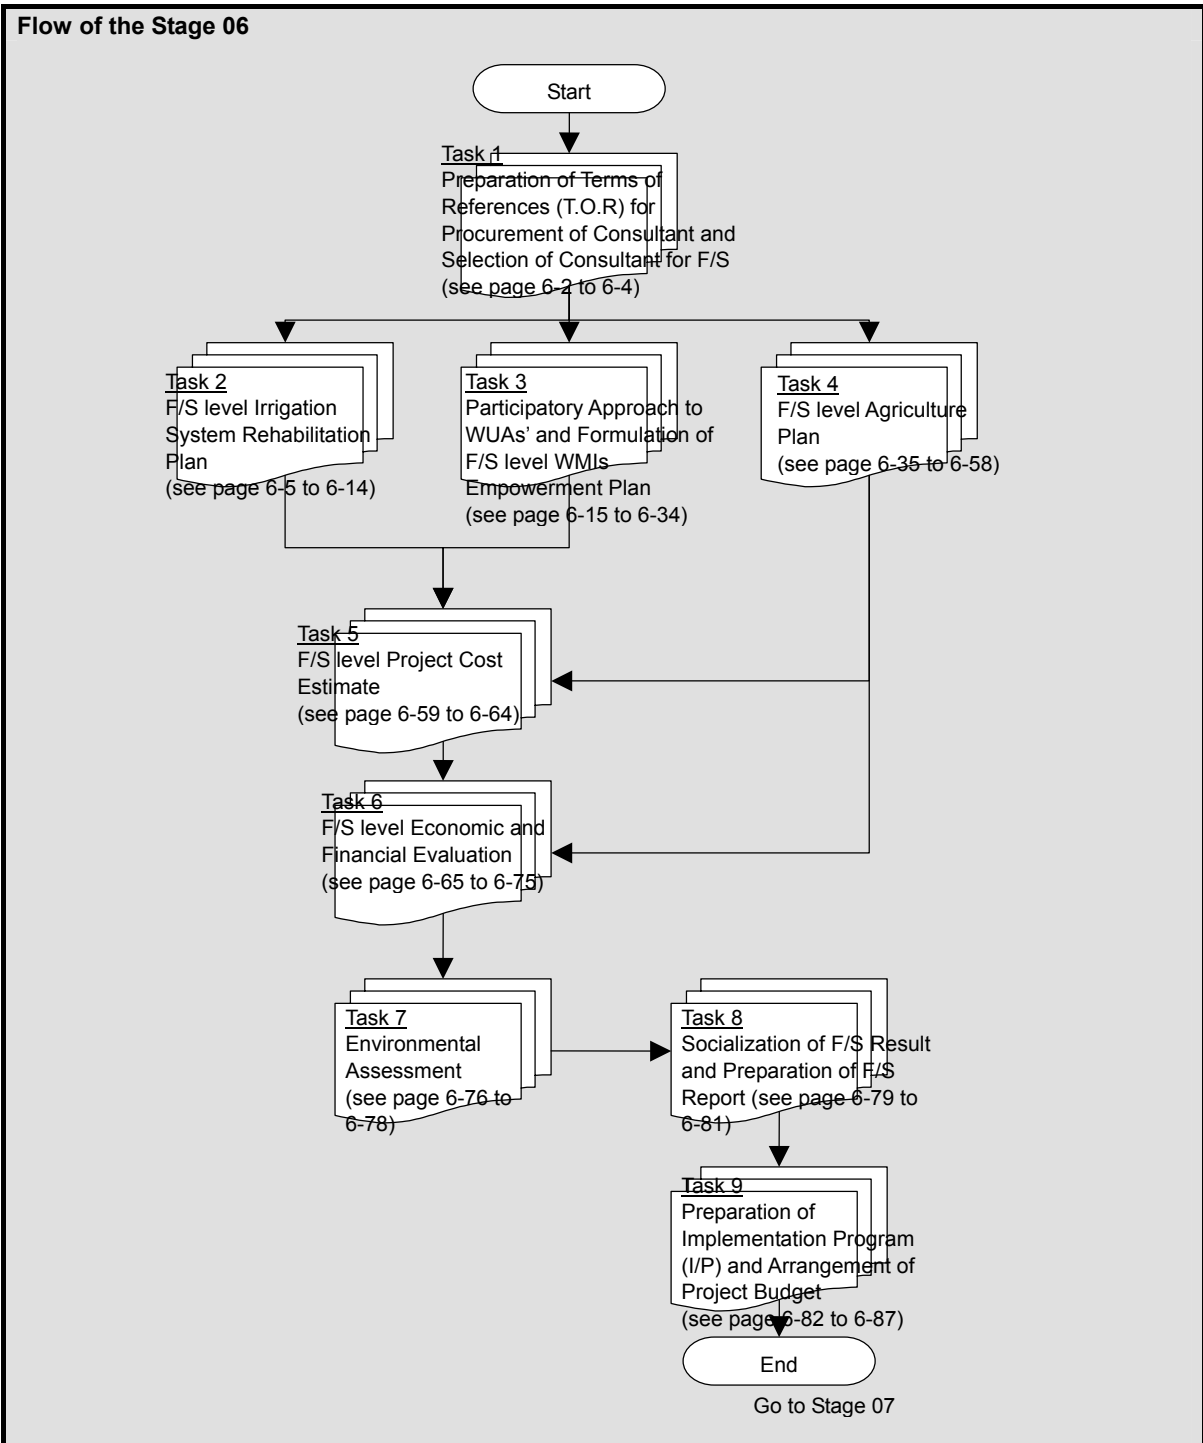 Flow of the Stage 06
Start
Task 1
Preparation of Terms of
References (T.O.R) for
Procurement of Consultant and
Selection of Consultant for F/S
(see page 6-2 to 6-4)
Task 2
F/S level Irrigation
System Rehabilitation
Plan
(see page 6-5 to 6-14)
Task 3
Participatory Approach to
WUAs’ and Formulation of
F/S level WMIs
Empowerment Plan
(see page 6-15 to 6-34)
Task 4
F/S level Agriculture
Plan
(see page 6-35 to 6-58)
Task 5
F/S level Project Cost
Estimate
(see page 6-59 to 6-64)
Task 6
F/S level Economic and
Financial Evaluation
(see page 6-65 to 6-75)
Task 7
Environmental
Assessment
(see page 6-76 to
6-78)
Task 8
Socialization of F/S Result
and Preparation of F/S
Report (see page 6-79 to
6-81)
Task 9
Preparation of
Implementation Program
(I/P) and Arrangement of
Project Budget
(see page 6-82 to 6-87)
End
Go to Stage 07